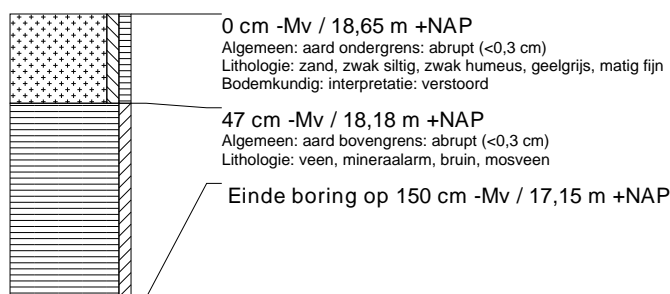 0 cm -Mv / 18,65 m +NAP
Algemeen: aard ondergrens: abrupt (<0,3 cm)
Lithologie: zand, zwak siltig, zwak humeus, geelgrijs, matig fijn
Bodemkundig: interpretatie: verstoord
47 cm -Mv / 18,18 m +NAP
Algemeen: aard bovengrens: abrupt (<0,3 cm)
Lithologie: veen, mineraalarm, bruin, mosveen
Einde boring op 150 cm -Mv / 17,15 m +NAP